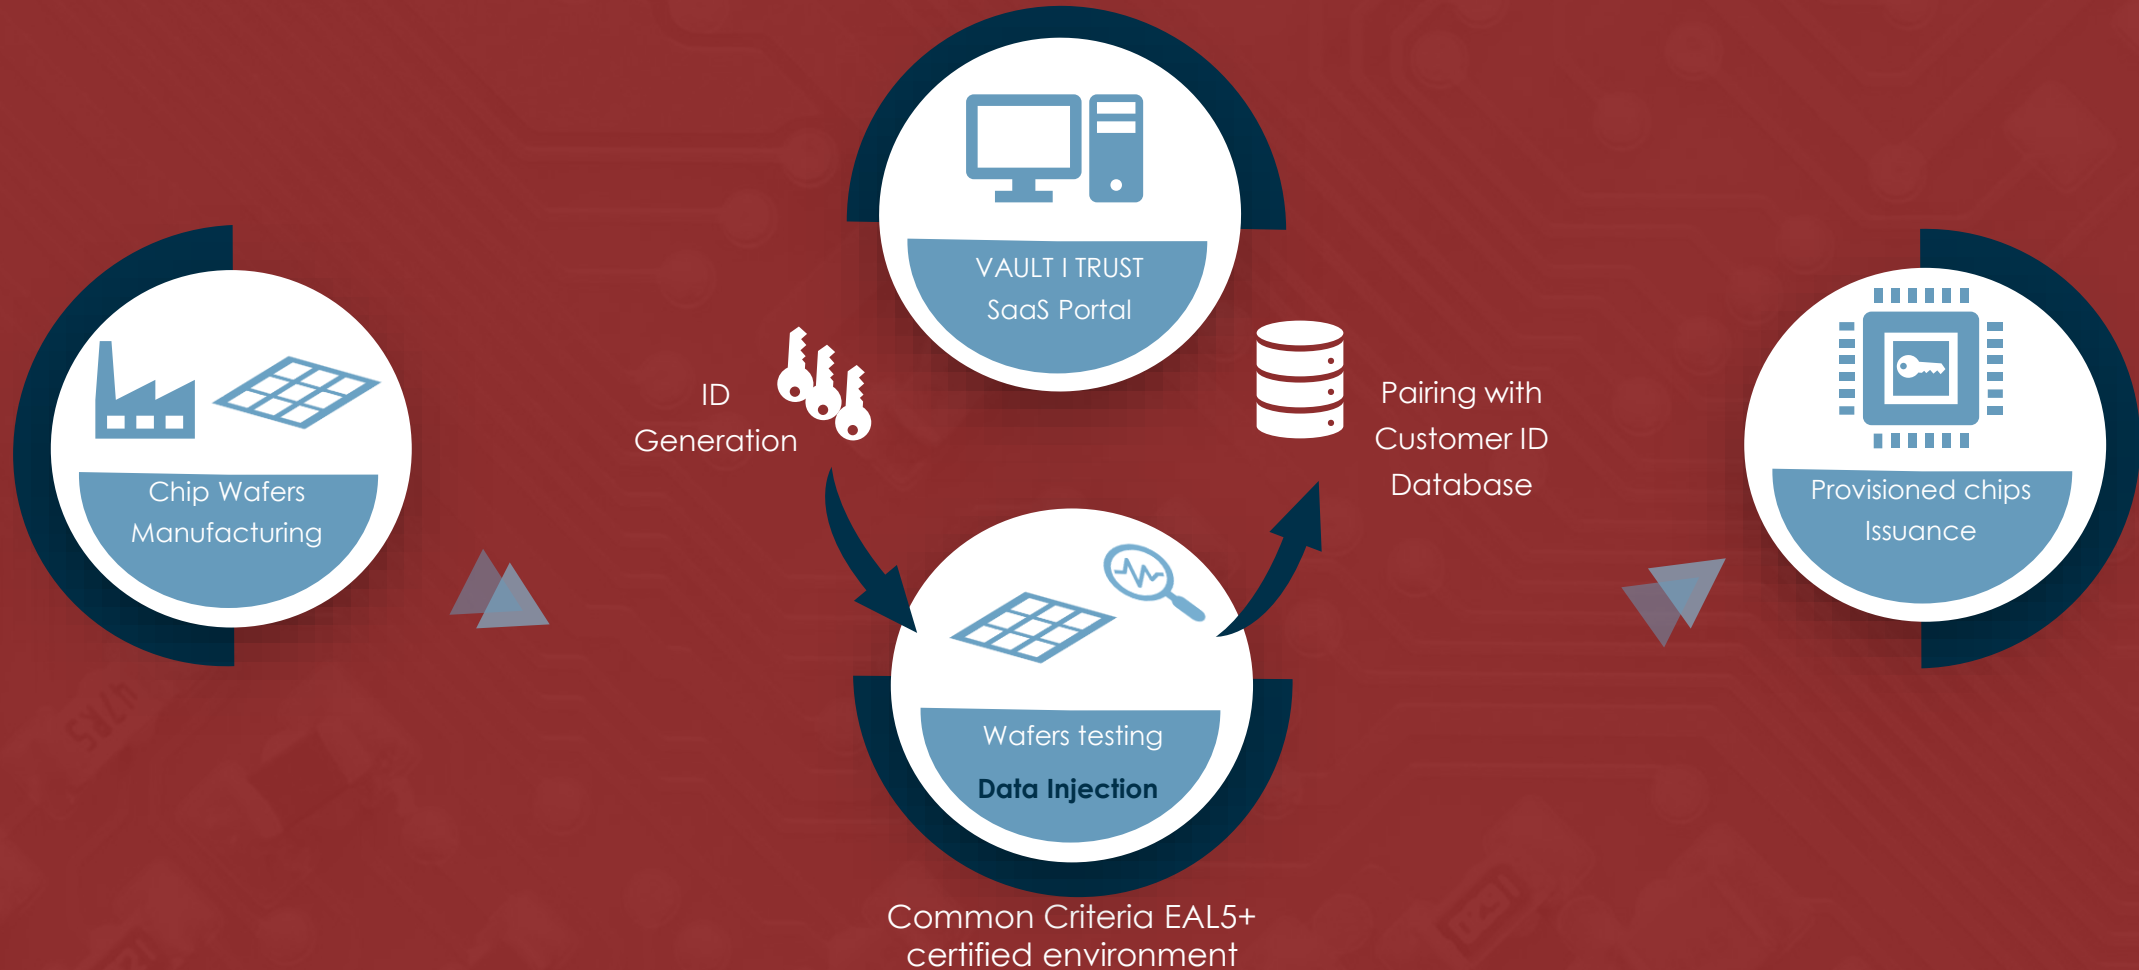 VAULT I TRUST
SaaS Portal
Chip Wafers
Manufacturing
ID
Generation
Pairing with
Customer ID
Database
Provisioned chips
Issuance
Wafers testing
Data Injection
Common Criteria EAL5+
certified environment
47R5